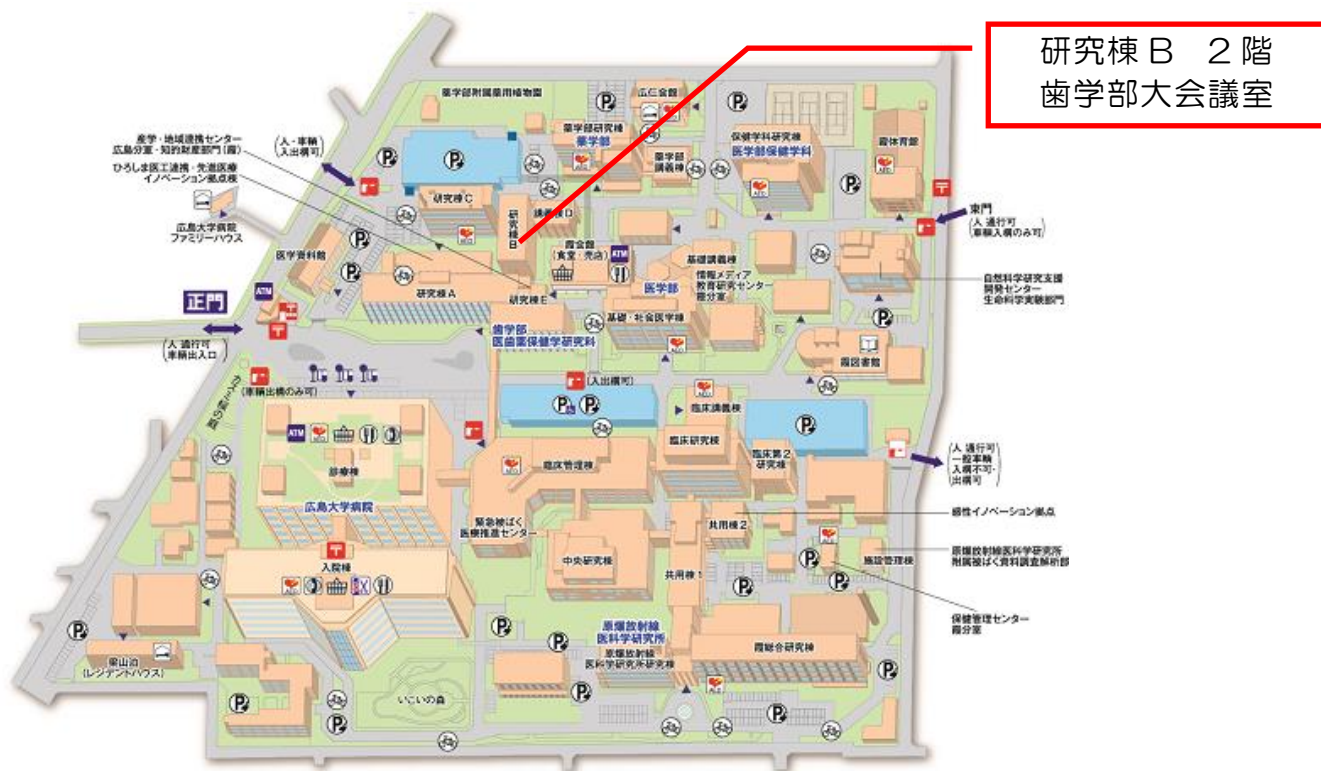 研究棟B 2階
歯学部大会議室
薬学部附属薬用植物園
広仁会館
産学・地域連携センター
広島分室・知的財産部門(霞)
ひろしま医工連携・先進医療
イノベーション拠点棟
(人・車輌
入出構可)
薬学部研究棟
薬学部
薬学部
講義棟
保健学科研究棟
医学部保健学科
霞体育館
広島大学病院
ファミリーハウス
研究棟C
研究棟B
講義棟D
東門
(人 通行可
車輌入構のみ可)
医学資料館
霞会館
(食堂・売店)
ATM
基礎講義棟
情報メディア
教育研究センター
霞分室
自然科学研究支援
開発センター
生命科学実験部門
正門
ATM
研究棟A
研究棟E
医学部
基礎・社会医学棟
(人 通行可
車輌出入口)
歯学部
医歯薬保健学研究科
霞図書館
(車輌出構のみ可)
(入出構可)
臨床講義棟
ATM
診療棟
広島大学病院
臨床管理棟
臨床研究棟
臨床第2
研究棟
(人 通行可
一般車輌
入構不可・
出構可)
緊急被ばく
医療推進センター
共用棟2
感性イノベーション拠点
入院棟
中央研究棟
共用棟1
施設管理棟
原爆放射線医科学研究所
附属被ばく資料調査解析部
保健管理センター
霞分室
原爆放射線
医科学研究所
原爆放射線
医科学研究所研究棟
霞総合研究棟
(レジデントハウス)
いこいの森